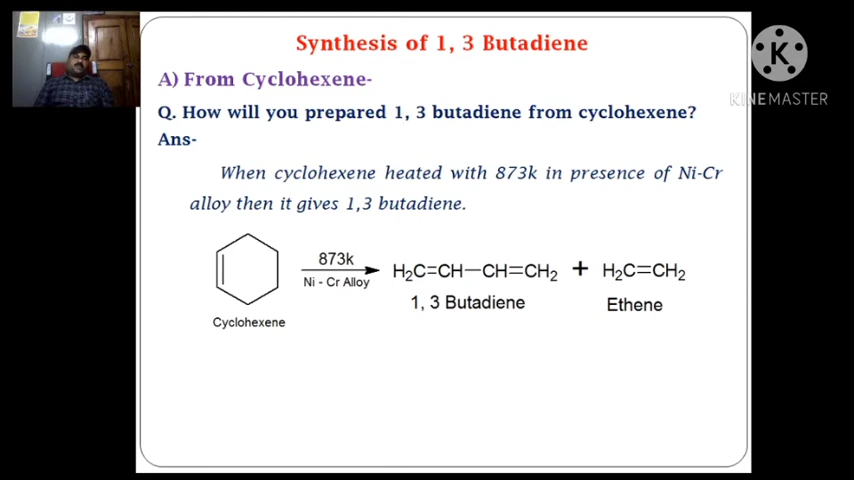 Synthesis of 1, 3 Butadiene
A) From Cyclohexene-
Q. How will you prepared 1, 3 butadiene from cyclohexene?
Ans-
When cyclohexene heated with 873k in presence of Ni-Cr
alloy then it gives 1,3 butadiene.
873k
Ni - Cr Alloy
H₂C=CH—CH=CH₂ + H₂C=CH₂
Cyclohexene
1, 3 Butadiene
Ethene
K
KINEMASTER